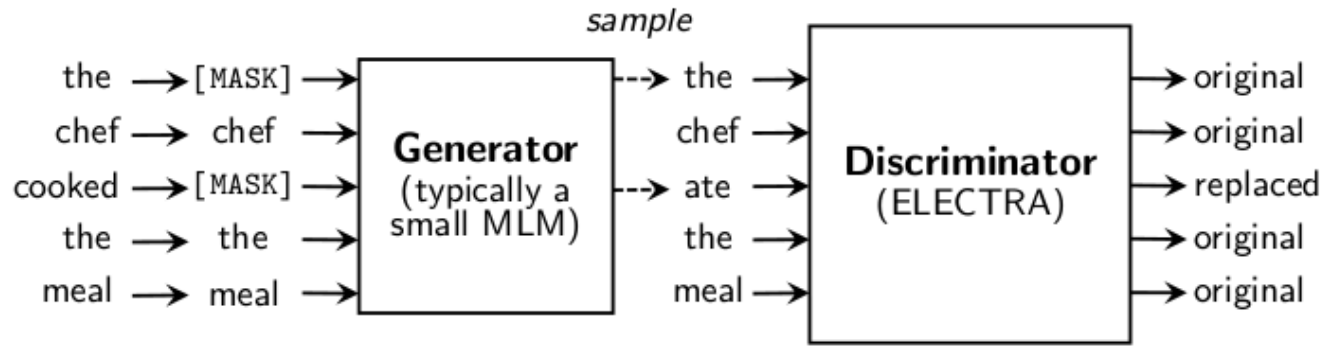 sample
the [MASK] the original
chef chef chef original
cooked [MASK] ate replaced
the the the original
meal meal meal original
Generator
(typically a
small MLM)
Discriminator
(ELECTRA)